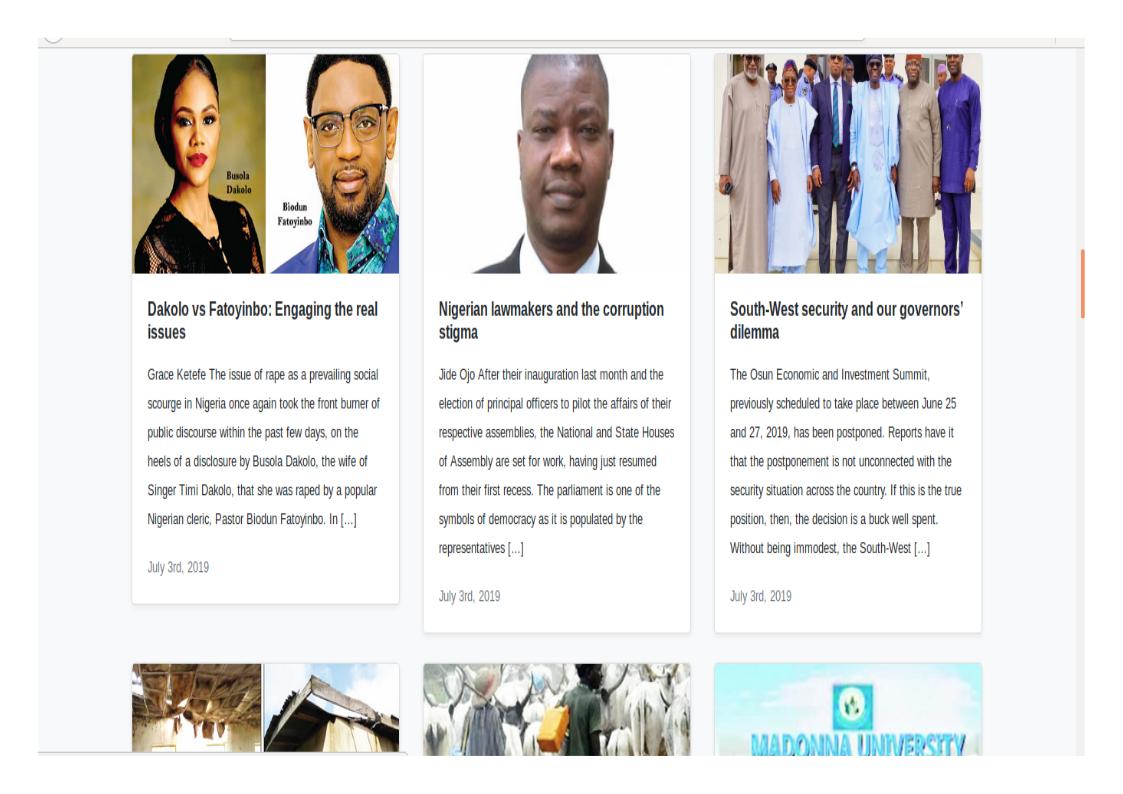 Busola
Dakolo
Biodun
Fatoyinbo
Dakolo vs Fatoyinbo: Engaging the real
issues
Grace Ketefe The issue of rape as a prevailing social
scourge in Nigeria once again took the front burner of
public discourse within the past few days, on the
heels of a disclosure by Busola Dakolo, the wife of
Singer Timi Dakolo, that she was raped by a popular
Nigerian cleric, Pastor Biodun Fatoyinbo. In [...]
July 3rd, 2019
Nigerian lawmakers and the corruption
stigma
Jide Ojo After their inauguration last month and the
election of principal officers to pilot the affairs of their
respective assemblies, the National and State Houses
of Assembly are set for work, having just resumed
from their first recess. The parliament is one of the
symbols of democracy as it is populated by the
representatives [...]
July 3rd, 2019
South-West security and our governors’
dilemma
The Osun Economic and Investment Summit,
previously scheduled to take place between June 25
and 27, 2019, has been postponed. Reports have it
that the postponement is not unconnected with the
security situation across the country. If this is the true
position, then, the decision is a buck well spent.
Without being immodest, the South-West [...]
July 3rd, 2019
MADONNA UNIVERSITY